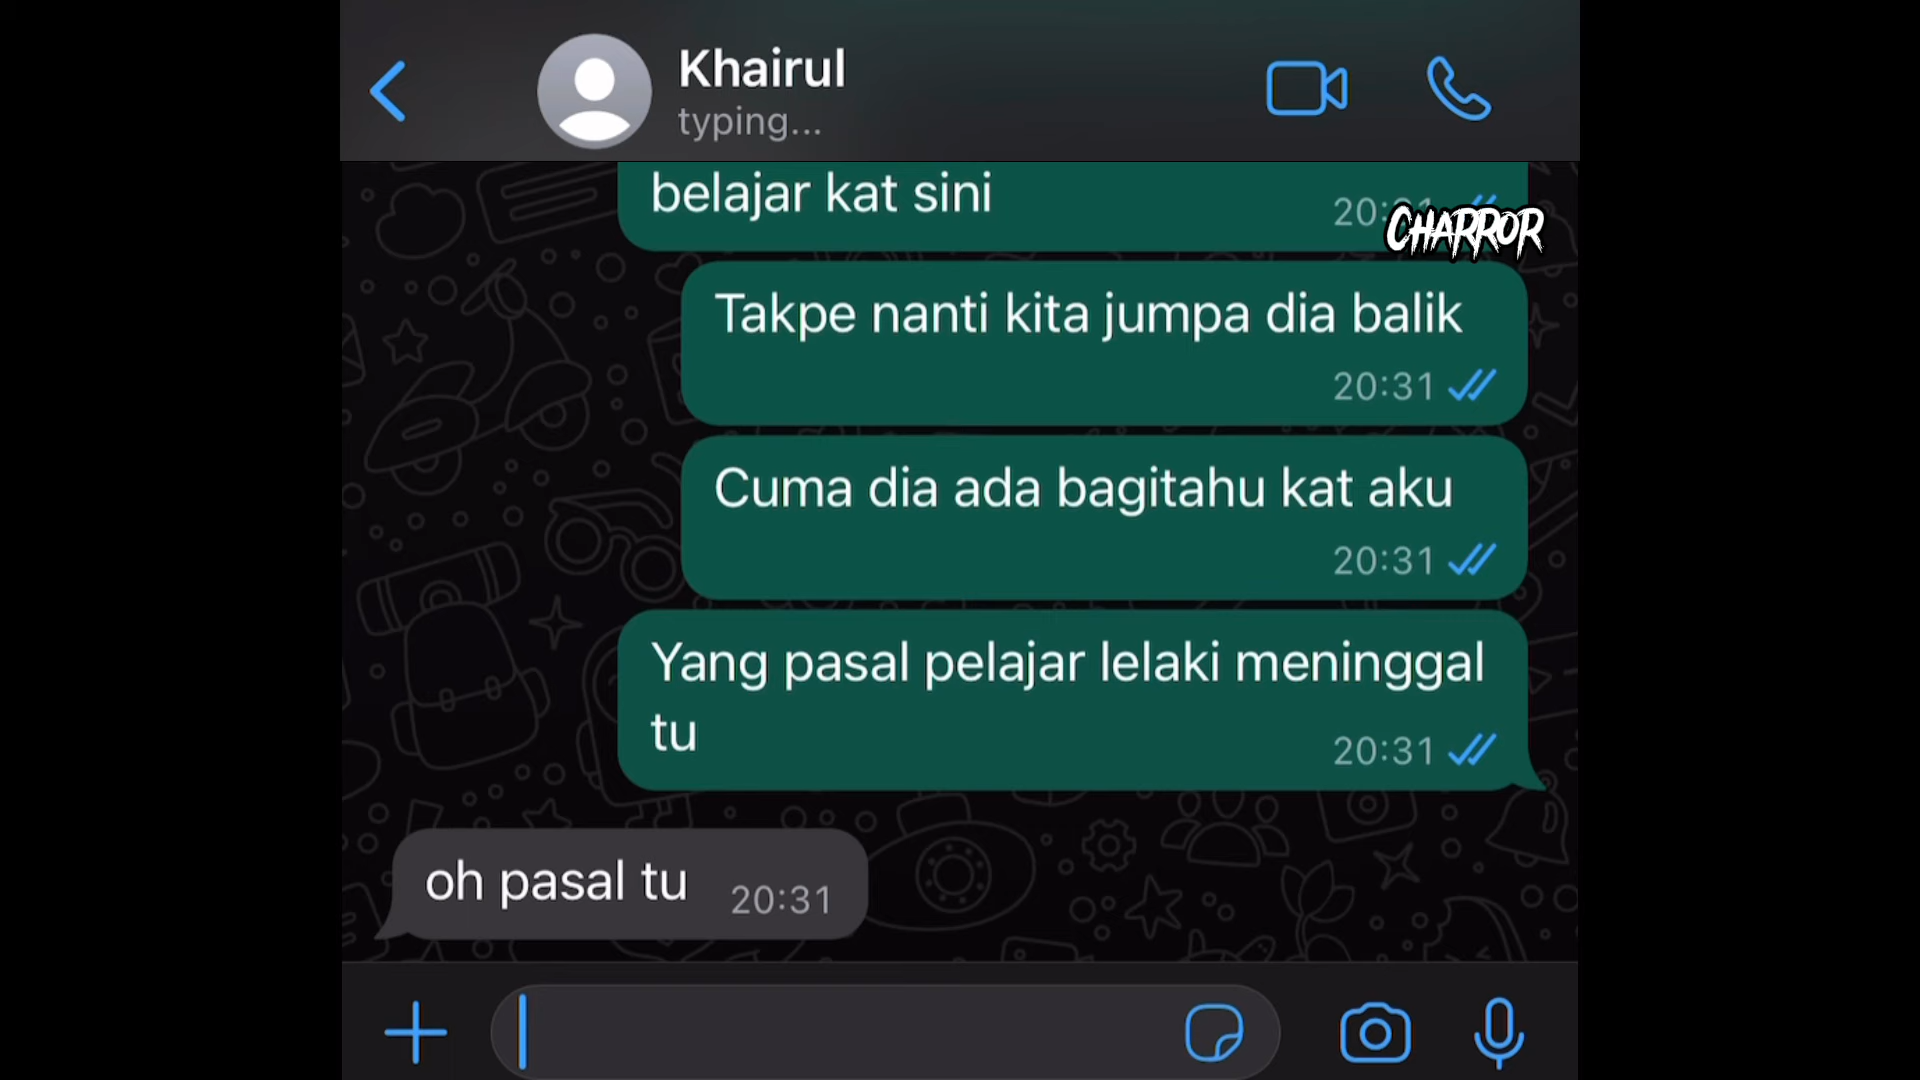 Khairul
typing...
belajar kat sini
CHARROR
Takpe nanti kita jumpa dia balik
20:31
Cuma dia ada bagitahu kat aku
20:31
Yang pasal pelajar lelaki meninggal
tu
20:31
oh pasal tu 20:31